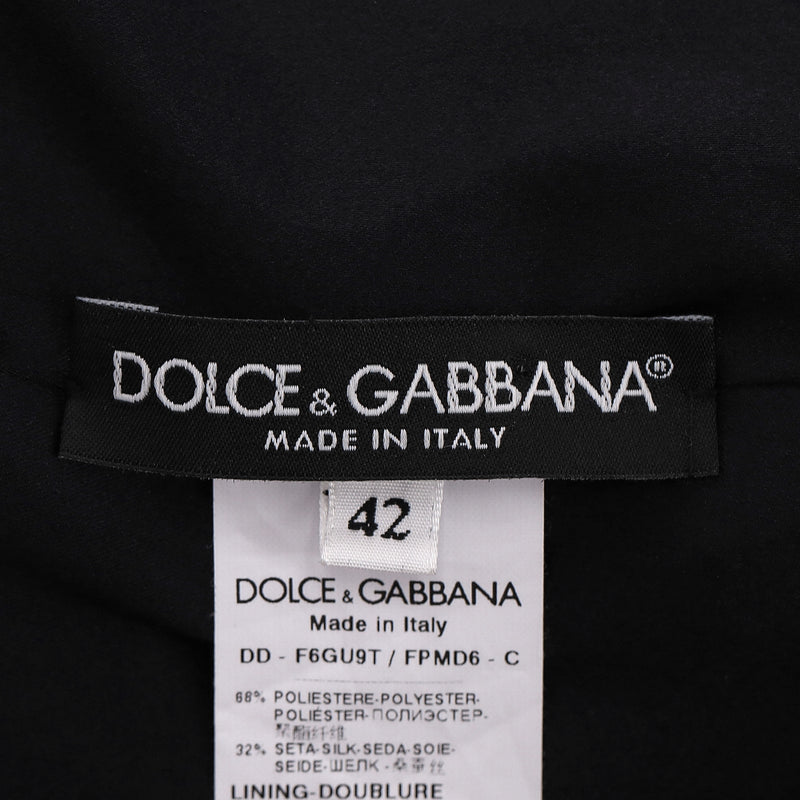 DOLCE & GABBANA®
MADE IN ITALY
42
DOLCE & GABBANA
Made in Italy
DD - F6GU9T / FPMD6 - C
68% POLIESTERE-POLYESTER-
POLIÉSTER-ПОЛИЭСТЕР-
聚酯纤维
32% SETA-SILK-SEDA-SOIE-
SEIDE-ШЕЛК - 桑蚕丝
LINING-DOUBLURE